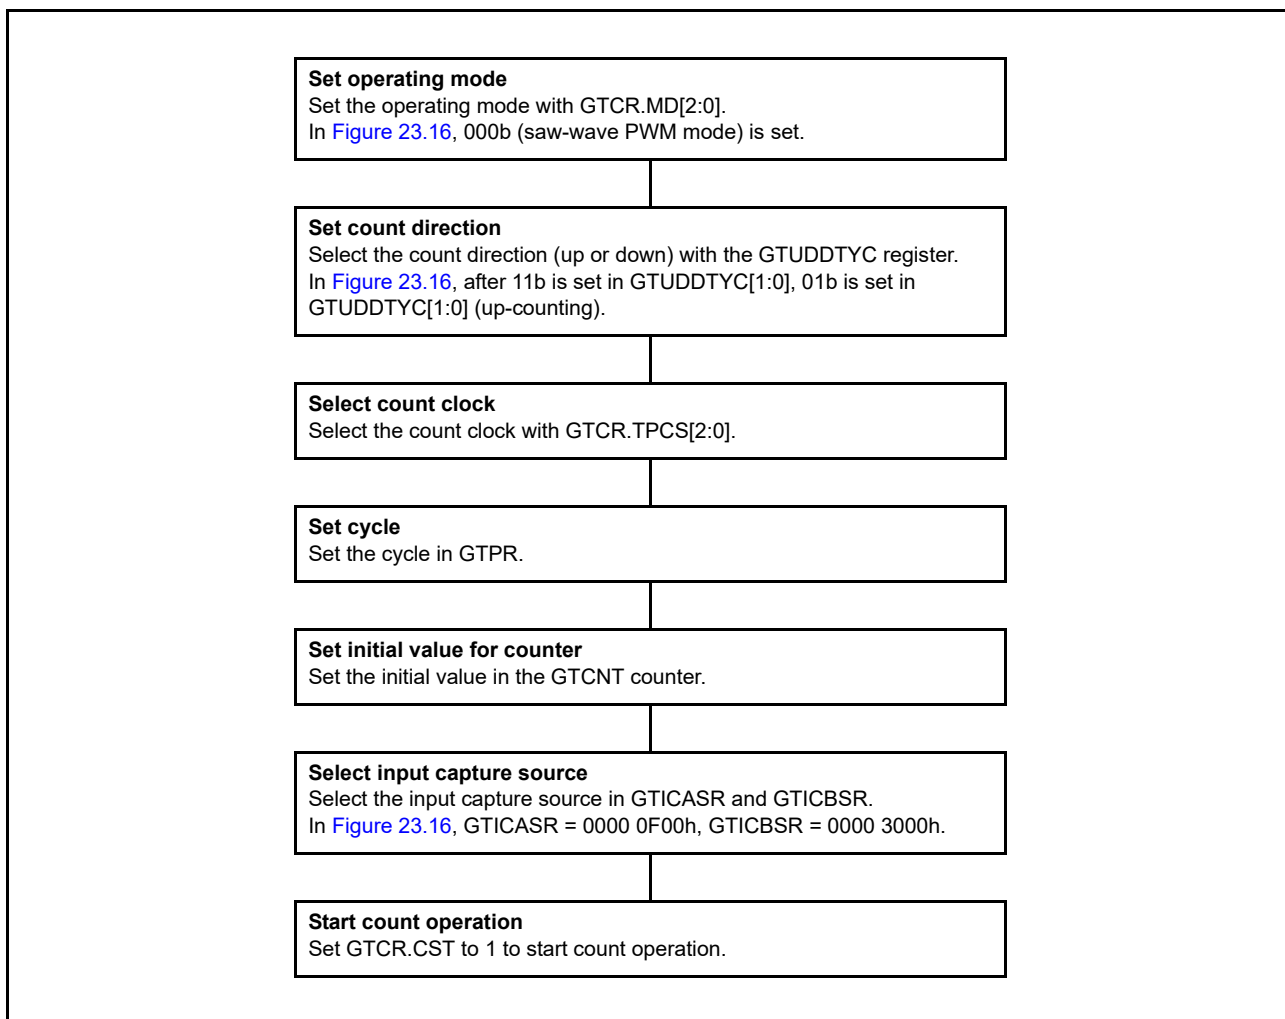 Set operating mode
Set the operating mode with GTCR.MD[2:0].
In Figure 23.16, 000b (saw-wave PWM mode) is set.
Set count direction
Select the count direction (up or down) with the GTUDDTYC register.
In Figure 23.16, after 11b is set in GTUDDTYC[1:0], 01b is set in
GTUDDTYC[1:0] (up-counting).
Select count clock
Select the count clock with GTCR.TPCS[2:0].
Set cycle
Set the cycle in GTPR.
Set initial value for counter
Set the initial value in the GTCNT counter.
Select input capture source
Select the input capture source in GTICASR and GTICBSR.
In Figure 23.16, GTICASR = 0000 0F00h, GTICBSR = 0000 3000h.
Start count operation
Set GTCR.CST to 1 to start count operation.